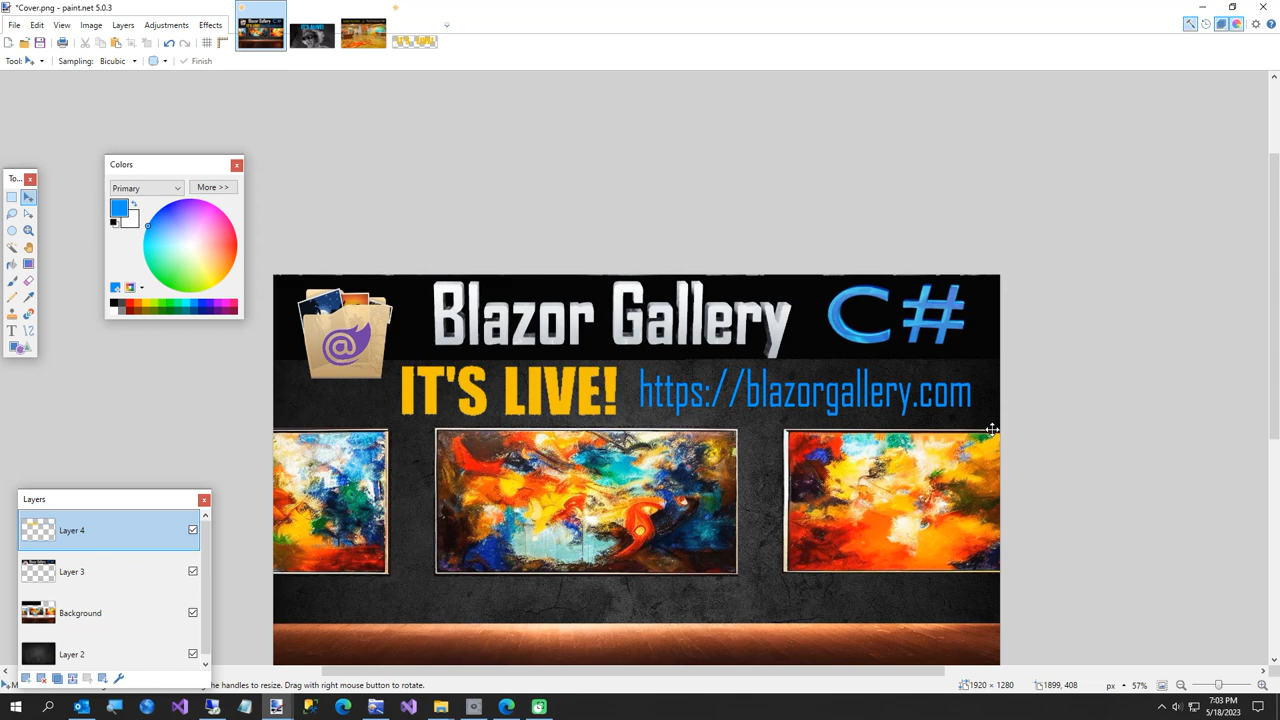 *Cover.png - paint.net 5.0.3
File Edit View Image Layers Adjustments Effects
Tool: Sampling: Bicubic Finish
To...
Colors
Primary More >>
Blazor Gallery C#
@
IT'S LIVE! https://blazorgallery.com
Layers
Layer 4
Layer 3
Background
Layer 2
the handles to resize. Drag with right mouse button to rotate.
1920 × 1280 1899, 408 px 57%
7:03 PM
5/18/2023